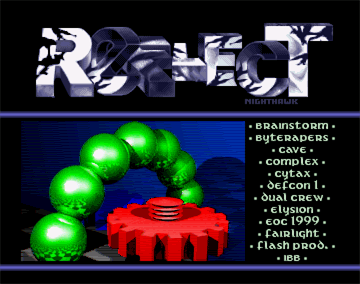 RESPECT
NIGHTHAWK
• BRAINSTORM •
• BYTERAPERS •
• CAVE •
• COMPLEX •
• CYTAX •
• DEFCON 1 •
• DUAL CREW •
• ELYSION •
• EOC 1999 •
• FAIRLIGHT •
• FLASH PROD. •
• IBB •